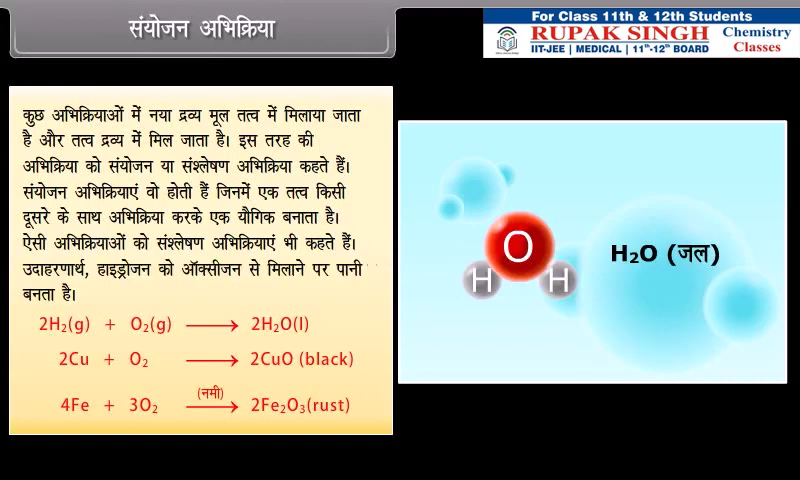 संयोजन अभिक्रिया
For Class 11th & 12th Students
RUPAK SINGH
IIT-JEE | MEDICAL | 11th-12th BOARD
Chemistry
Classes
कुछ अभिक्रियाओं में नया द्रव्य मूल तत्व में मिलाया जाता
है और तत्व द्रव्य में मिल जाता है। इस तरह की
अभिक्रिया को संयोजन या संश्लेषण अभिक्रिया कहते हैं।
संयोजन अभिक्रियाएं वो होती हैं जिनमें एक तत्व किसी
दूसरे के साथ अभिक्रिया करके एक यौगिक बनाता है।
ऐसी अभिक्रियाओं को संश्लेषण अभिक्रियाएं भी कहते हैं।
उदाहरणार्थ, हाइड्रोजन को ऑक्सीजन से मिलाने पर पानी
बनता है।
2H₂(g) + O₂(g) ⟶ 2H₂O(l)
2Cu + O₂ ⟶ 2CuO (black)
(नमी)
4Fe + 3O₂ ⟶ 2Fe₂O₃(rust)
O
H H
H₂O (जल)